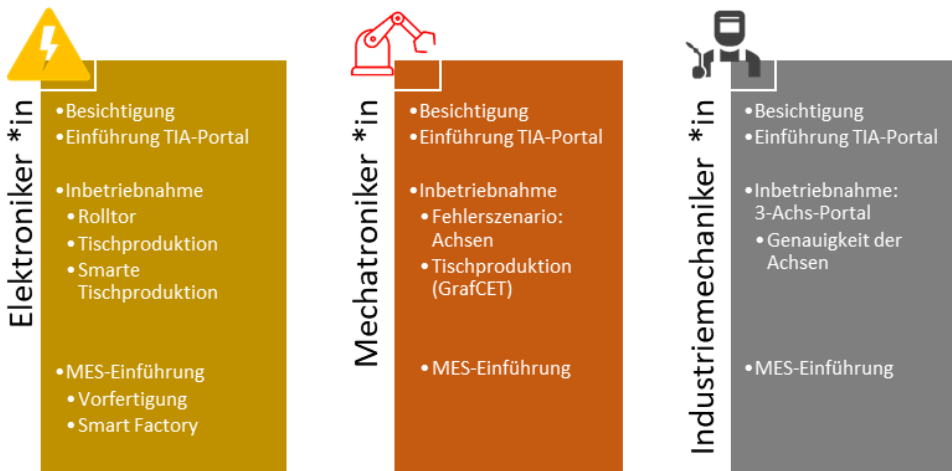 Elektroniker *in
•Besichtigung
•Einführung TIA-Portal
•Inbetriebnahme
•Rolltor
•Tischproduktion
•Smarte
Tischproduktion
•MES-Einführung
•Vorfertigung
•Smart Factory
Mechatroniker *in
•Besichtigung
•Einführung TIA-Portal
•Inbetriebnahme
•Fehlerszenario:
Achsen
•Tischproduktion
(GrafCET)
•MES-Einführung
Industriemechaniker *in
•Besichtigung
•Einführung TIA-Portal
•Inbetriebnahme:
3-Achs-Portal
•Genauigkeit der
Achsen
•MES-Einführung